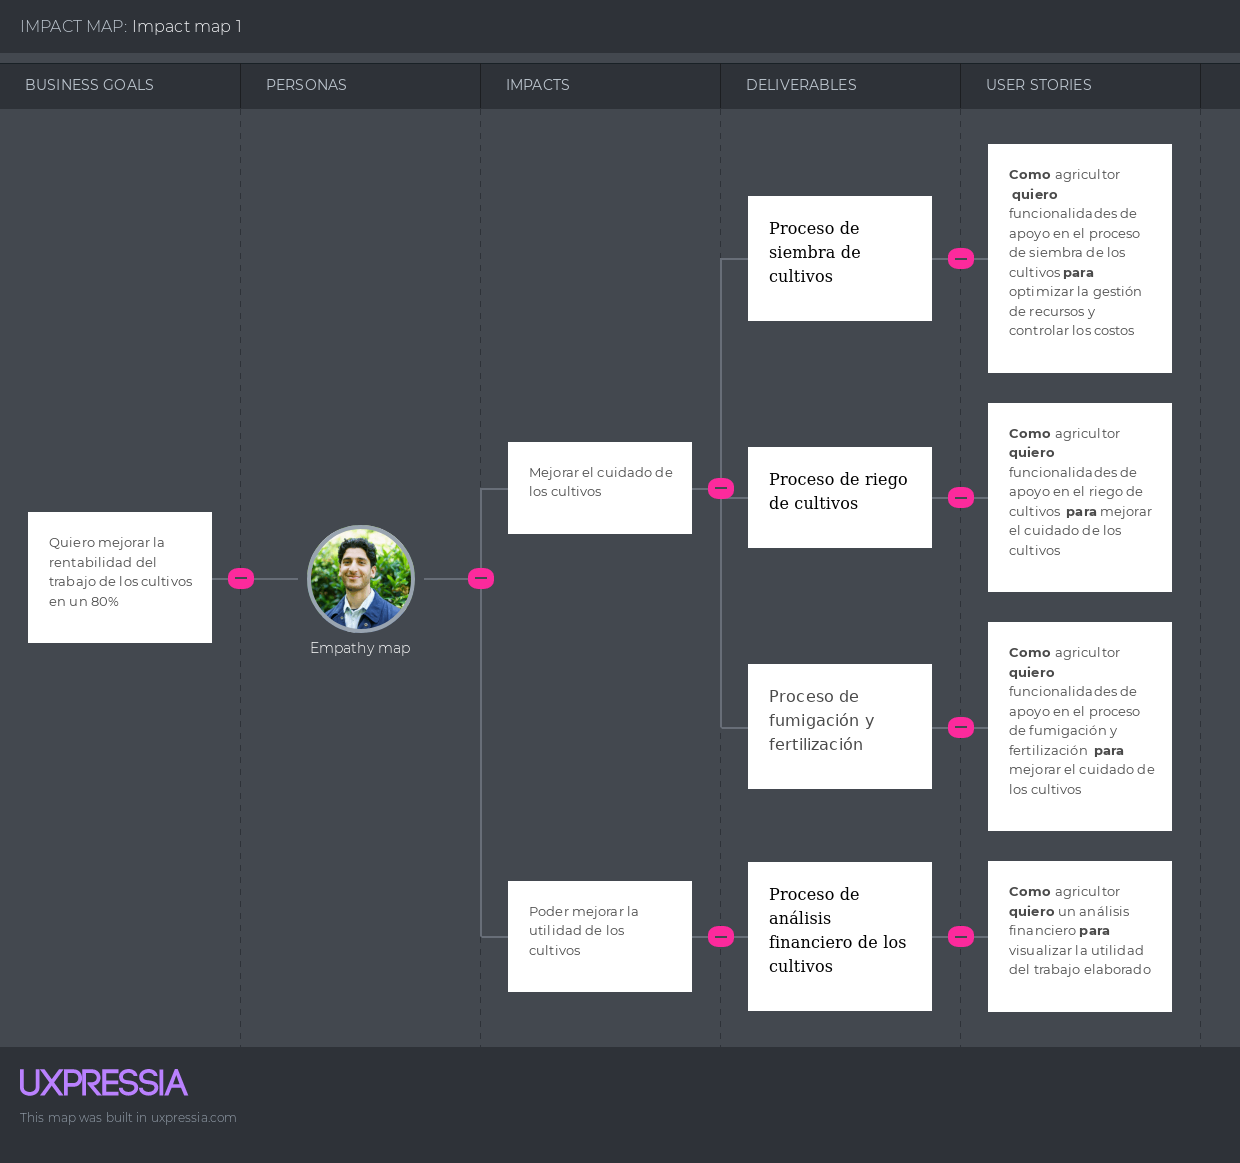 IMPACT MAP: Impact map 1
BUSINESS GOALS
PERSONAS
IMPACTS
DELIVERABLES
USER STORIES
Quiero mejorar la
rentabilidad del
trabajo de los cultivos
en un 80%
Empathy map
Mejorar el cuidado de
los cultivos
Proceso de
siembra de
cultivos
Como agricultor
quiero
funcionalidades de
apoyo en el proceso
de siembra de los
cultivos para
optimizar la gestión
de recursos y
controlar los costos
Proceso de riego
de cultivos
Como agricultor
quiero
funcionalidades de
apoyo en el riego de
cultivos para mejorar
el cuidado de los
cultivos
Proceso de
fumigación y
fertilización
Como agricultor
quiero
funcionalidades de
apoyo en el proceso
de fumigación y
fertilización para
mejorar el cuidado de
los cultivos
Poder mejorar la
utilidad de los
cultivos
Proceso de
análisis
financiero de los
cultivos
Como agricultor
quiero un análisis
financiero para
visualizar la utilidad
del trabajo elaborado
UXPRESSIA
This map was built in uxpressia.com